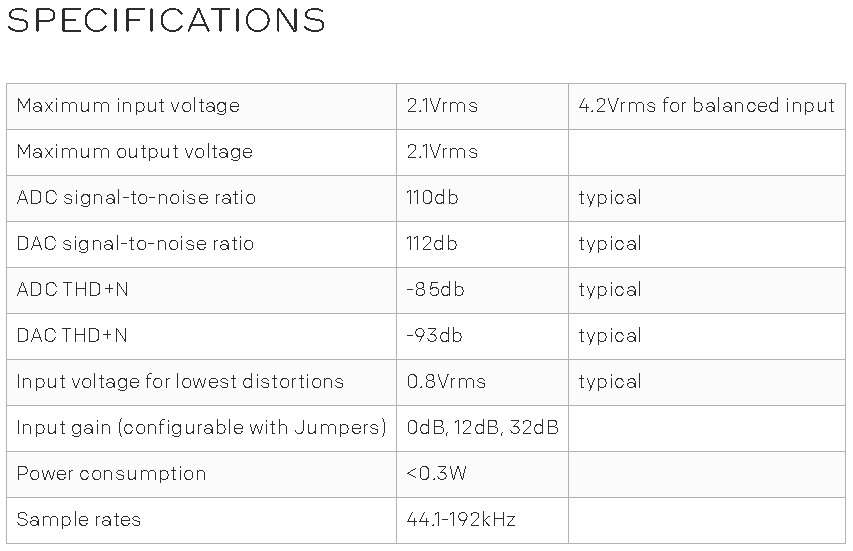 SPECIFICATIONS
Maximum input voltage 2.1Vrms 4.2Vrms for balanced input
Maximum output voltage 2.1Vrms
ADC signal-to-noise ratio 110db typical
DAC signal-to-noise ratio 112db typical
ADC THD+N -85db typical
DAC THD+N -93db typical
Input voltage for lowest distortions 0.8Vrms typical
Input gain (configurable with Jumpers) 0dB, 12dB, 32dB
Power consumption <0.3W
Sample rates 44.1-192kHz